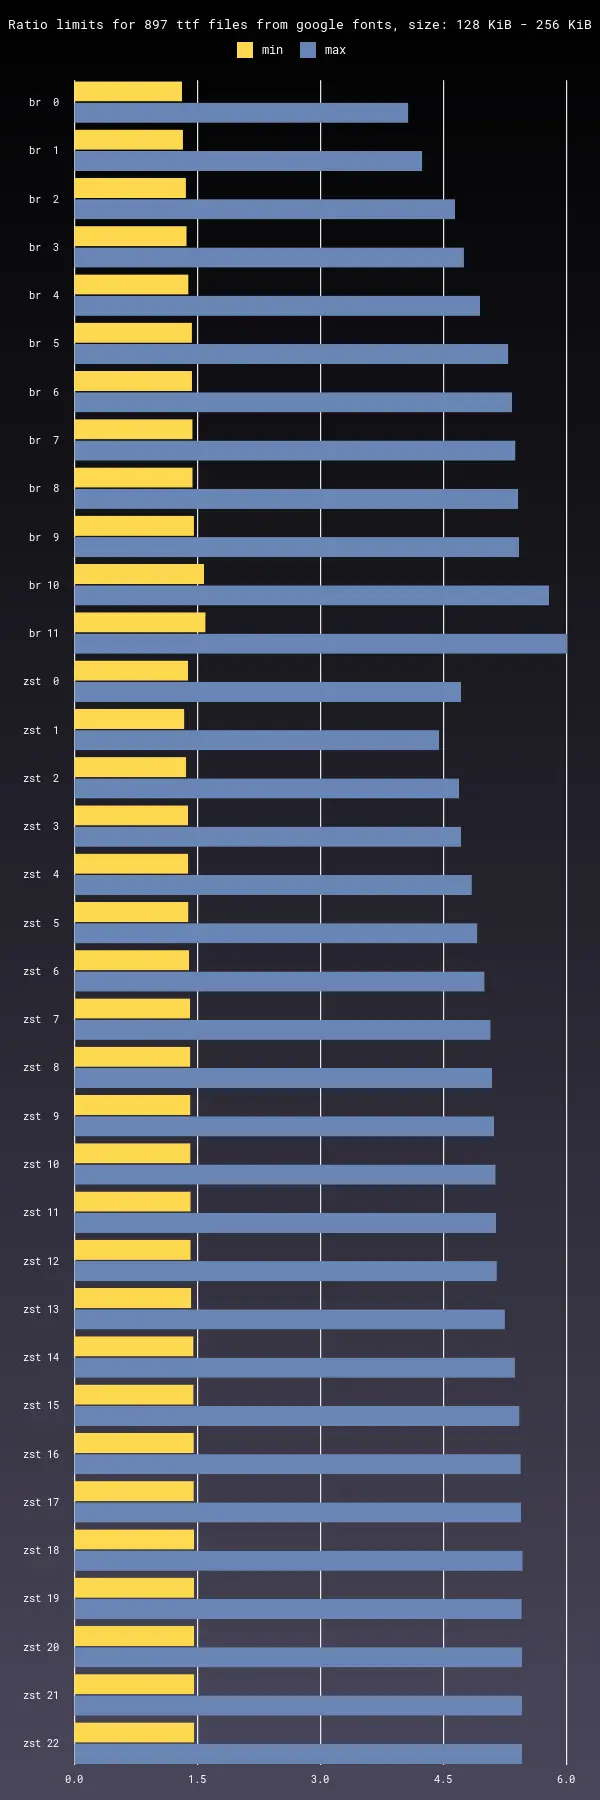 Ratio limits for 897 ttf files from google fonts, size: 128 KiB - 256 KiB
min max
br 0
br 1
br 2
br 3
br 4
br 5
br 6
br 7
br 8
br 9
br 10
br 11
zst 0
zst 1
zst 2
zst 3
zst 4
zst 5
zst 6
zst 7
zst 8
zst 9
zst 10
zst 11
zst 12
zst 13
zst 14
zst 15
zst 16
zst 17
zst 18
zst 19
zst 20
zst 21
zst 22
0.0 1.5 3.0 4.5 6.0